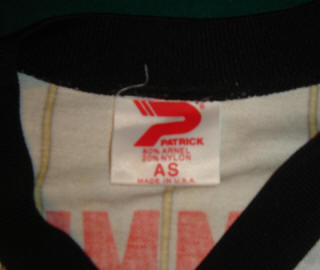 PATRICK
80% ARNEL
20% NYLON
AS
MADE IN U.S.A.